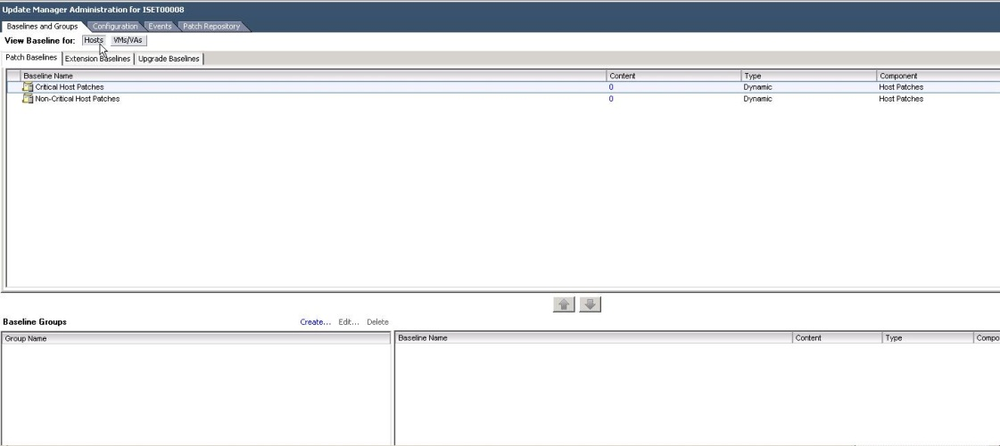 Update Manager Administration for ISET00008
Baselines and Groups Configuration Events Patch Repository
View Baseline for: Hosts VMs/VAs
Patch Baselines Extension Baselines Upgrade Baselines
Baseline Name Content Type Component
Critical Host Patches 0 Dynamic Host Patches
Non-Critical Host Patches 0 Dynamic Host Patches
Baseline Groups Create... Edit... Delete
Group Name Baseline Name Content Type Compo